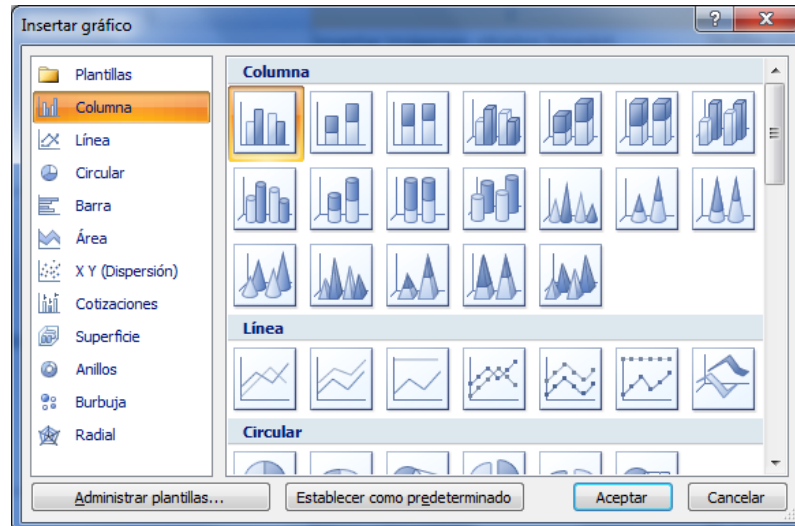 Insertar gráfico
Plantillas
Columna
Línea
Circular
Barra
Área
X Y (Dispersión)
Cotizaciones
Superficie
Anillos
Burbuja
Radial
Columna
Línea
Circular
Administrar plantillas...
Establecer como predeterminado
Aceptar
Cancelar